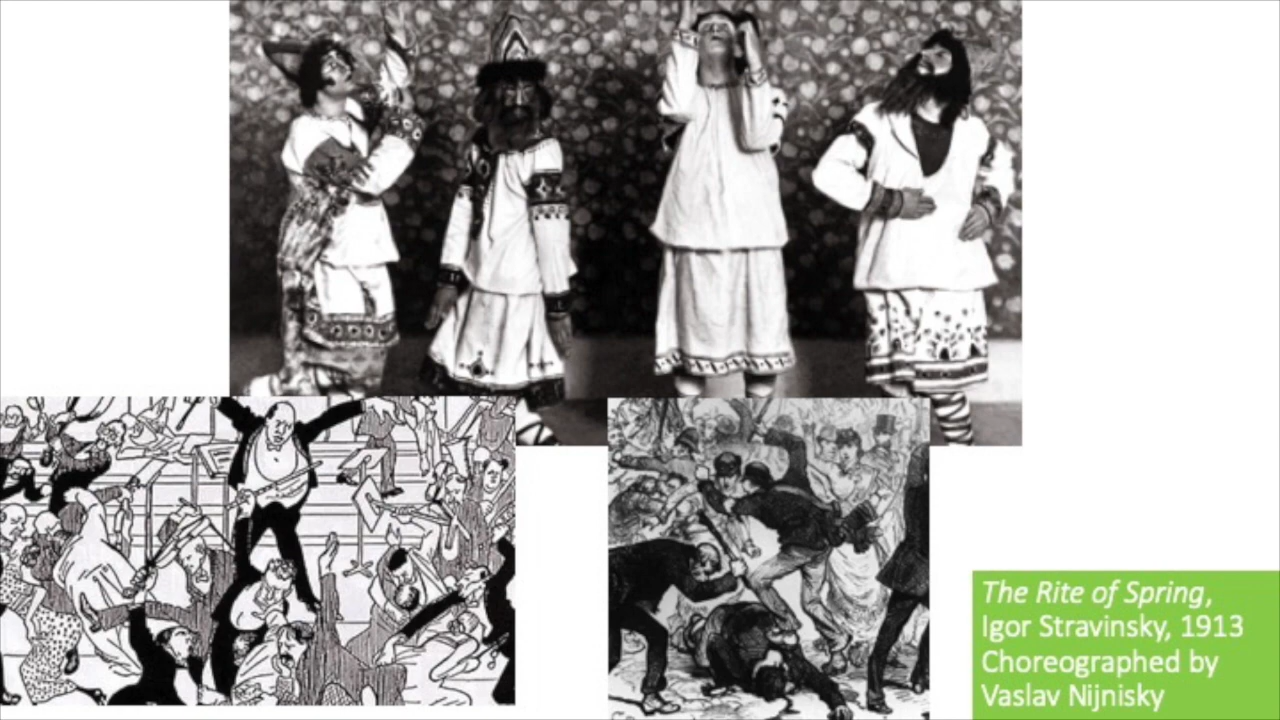 The Rite of Spring,
Igor Stravinsky, 1913
Choreographed by
Vaslav Nijnisky